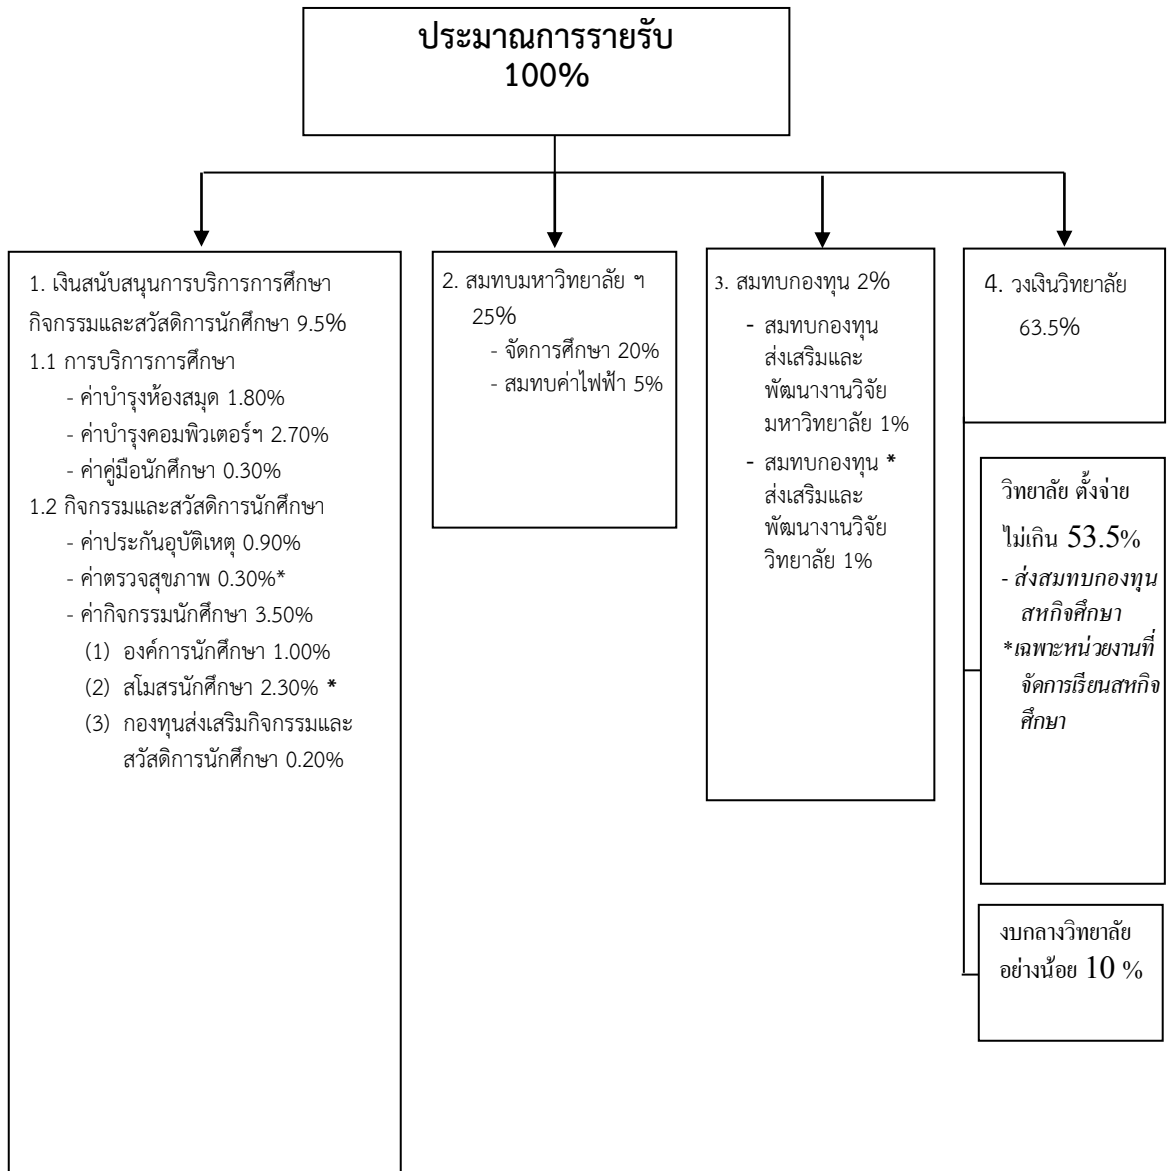 ประมาณการรายรับ
100%
1. เงินสนับสนุนการบริการการศึกษา
กิจกรรมและสวัสดิการนักศึกษา 9.5%
1.1 การบริการการศึกษา
- ค่าบำรุงห้องสมุด 1.80%
- ค่าบำรุงคอมพิวเตอร์ฯ 2.70%
- ค่าคู่มือนักศึกษา 0.30%
1.2 กิจกรรมและสวัสดิการนักศึกษา
- ค่าประกันอุบัติเหตุ 0.90%
- ค่าตรวจสุขภาพ 0.30%*
- ค่ากิจกรรมนักศึกษา 3.50%
(1) องค์การนักศึกษา 1.00%
(2) สโมสรนักศึกษา 2.30% *
(3) กองทุนส่งเสริมกิจกรรมและ
สวัสดิการนักศึกษา 0.20%
2. สมทบมหาวิทยาลัย ฯ
25%
- จัดการศึกษา 20%
- สมทบค่าไฟฟ้า 5%
3. สมทบกองทุน 2%
- สมทบกองทุน
ส่งเสริมและ
พัฒนางานวิจัย
มหาวิทยาลัย 1%
- สมทบกองทุน *
ส่งเสริมและ
พัฒนางานวิจัย
วิทยาลัย 1%
4. วงเงินวิทยาลัย
63.5%
วิทยาลัย ตั้งจ่าย
ไม่เกิน 53.5%
- ส่งสมทบกองทุน
สหกิจศึกษา
*เฉพาะหน่วยงานที่
จัดการเรียนสหกิจ
ศึกษา
งบกลางวิทยาลัย
อย่างน้อย 10 %